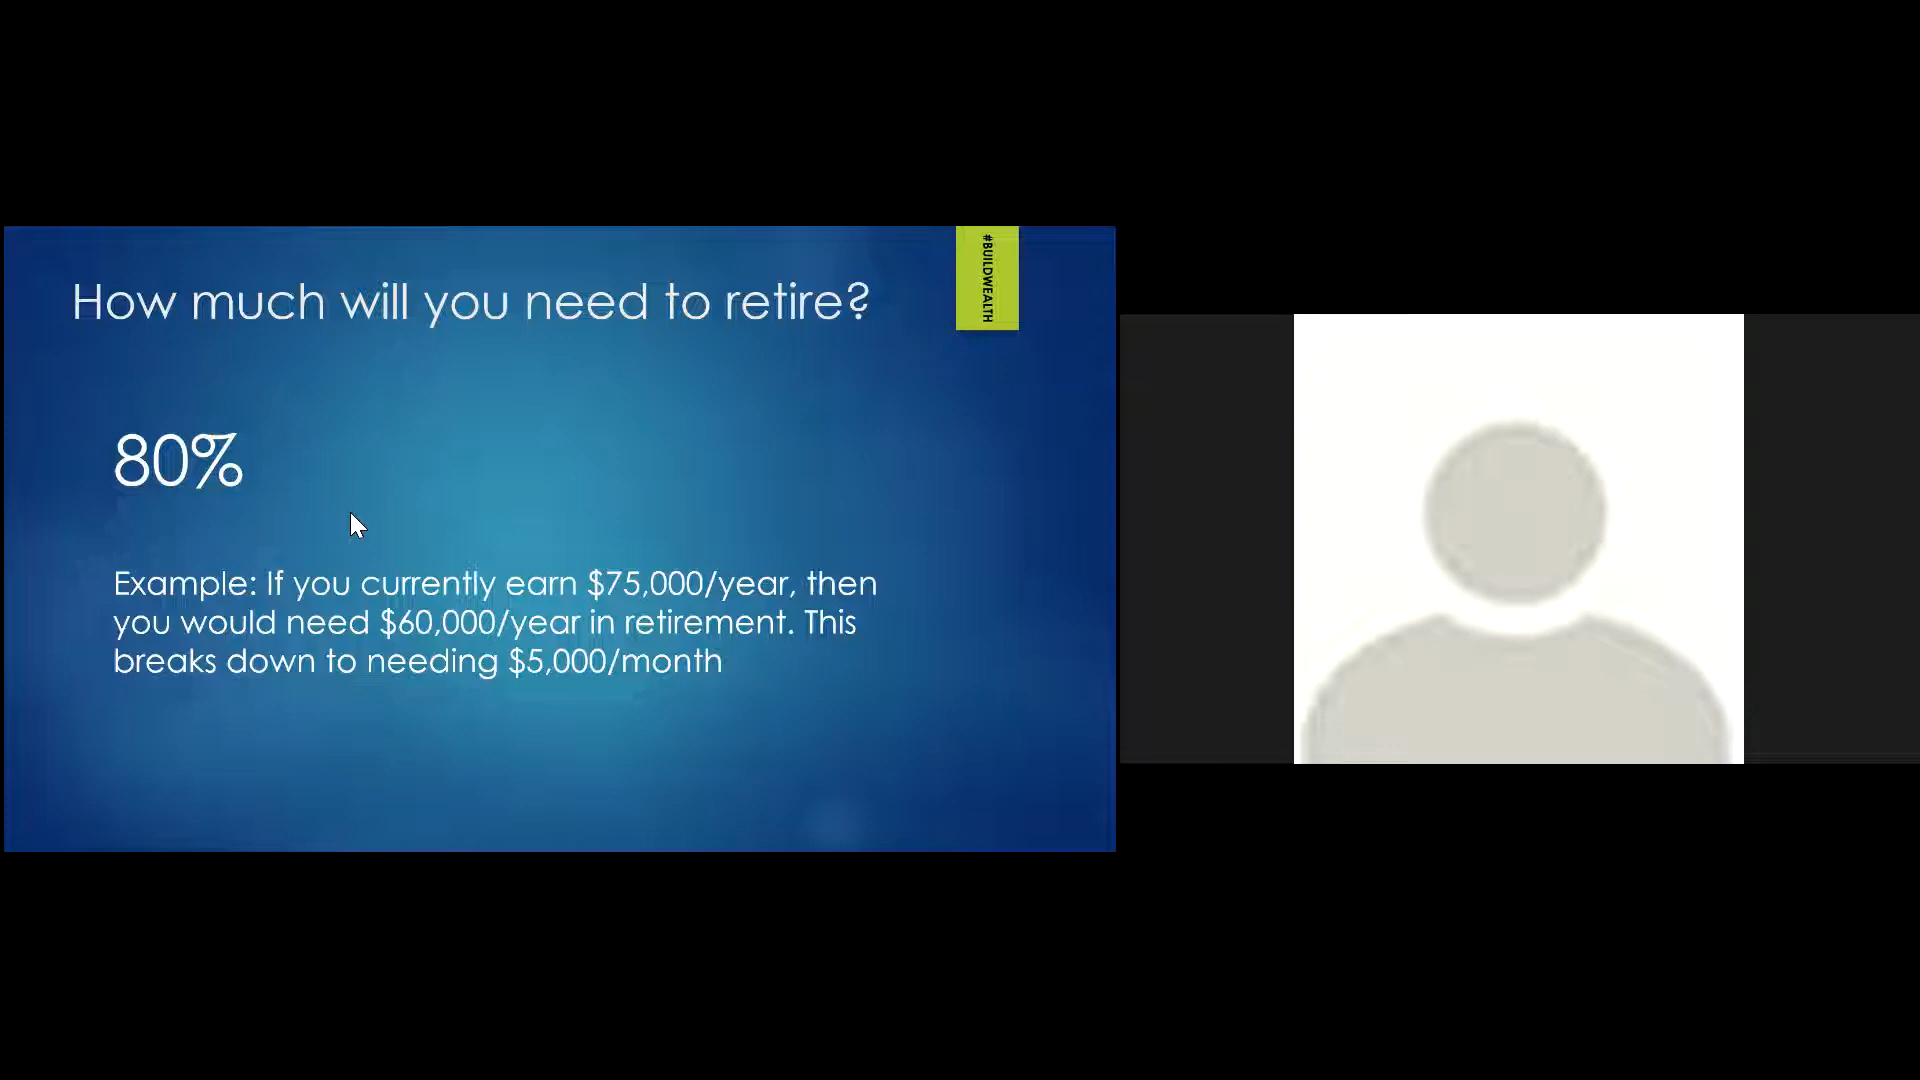 How much will you need to retire?
#BUILDWEALTH
80%
Example: If you currently earn $75,000/year, then
you would need $60,000/year in retirement. This
breaks down to needing $5,000/month